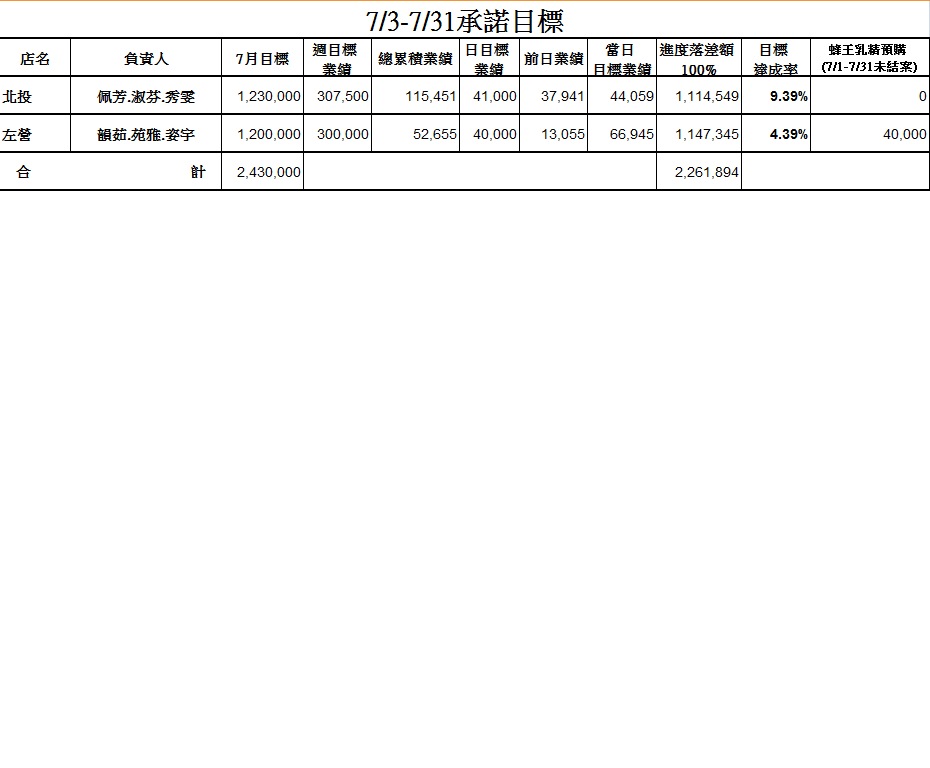 7/3-7/31承諾目標
店名 負責人 7月目標 週目標業績 總累積業績 日目標業績 前日業績 當日目標業績 進度落差額100% 目標達成率 蜂王乳精預購(7/1-7/31未結案)
北投 佩芳.淑芬.秀雯 1,230,000 307,500 115,451 41,000 37,941 44,059 1,114,549 9.39% 0
左營 韻茹.苑雅.姿宇 1,200,000 300,000 52,655 40,000 13,055 66,945 1,147,345 4.39% 40,000
合計 2,430,000 2,261,894